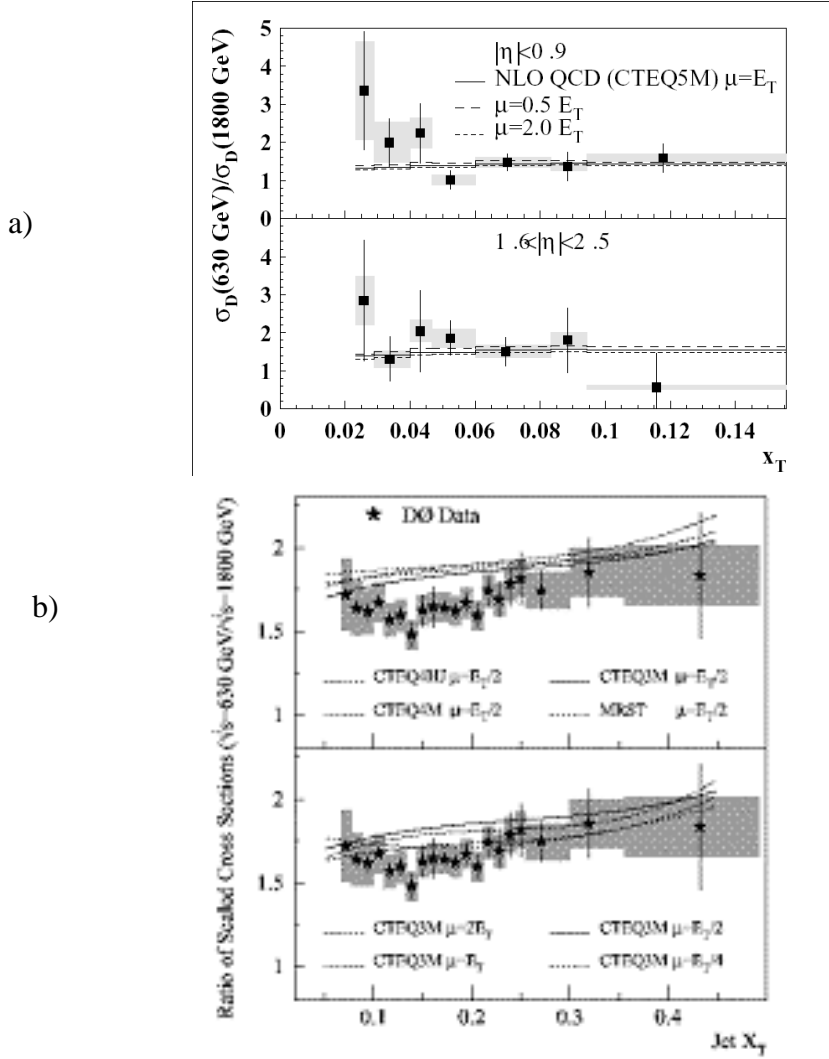 a)
σ_D(630 GeV)/σ_D(1800 GeV)
5
4
3
2
1
0
|η|<0 .9
NLO QCD (CTEQ5M) μ=E_T
μ=0.5 E_T
μ=2.0 E_T
4
3
2
1
0
1 .6<|η|<2 .5
0 0.02 0.04 0.06 0.08 0.1 0.12 0.14
x_T
b)
Ratio of Scaled Cross Sections (√s=630 GeV/√s=1800 GeV)
2
1.5
1
★ DØ Data
CTEQ4HJ μ=E_T/2 CTEQ3M μ=E_T/2
CTEQ4M μ=E_T/2 MRST μ=E_T/2
2
1.5
1
CTEQ3M μ=2E_T CTEQ3M μ=E_T/2
CTEQ3M μ=E_T CTEQ3M μ=E_T/4
0.1 0.2 0.3 0.4
Jet X_T